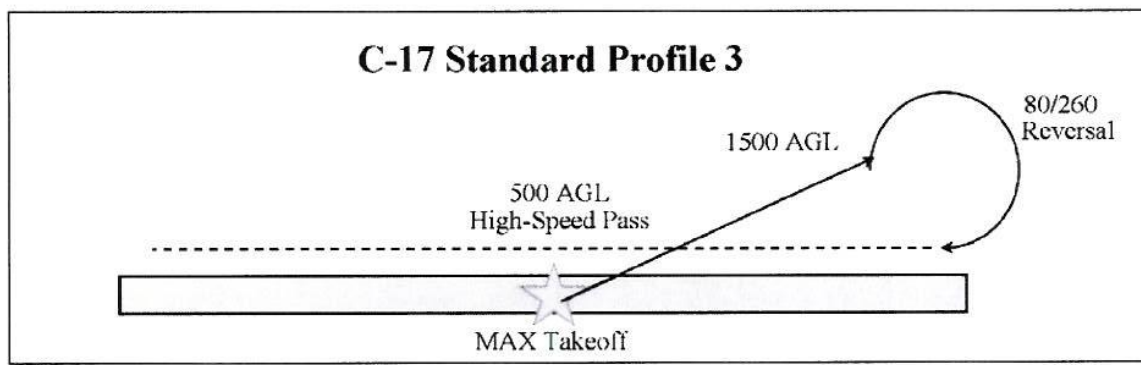 C-17 Standard Profile 3
80/260
Reversal
1500 AGL
500 AGL
High-Speed Pass
MAX Takeoff